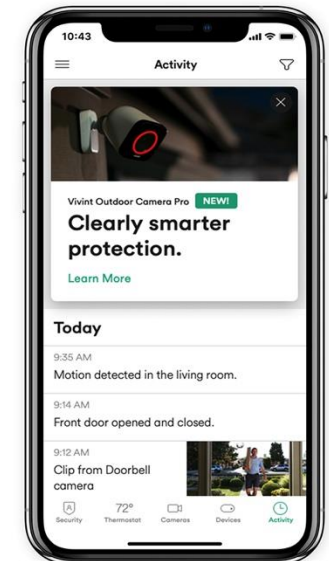 10:43
Activity
Vivint Outdoor Camera Pro NEW!
Clearly smarter
protection.
Learn More
Today
9:35 AM
Motion detected in the living room.
9:14 AM
Front door opened and closed.
9:12 AM
Clip from Doorbell
camera
72°
Security Thermostat Cameras Devices Activity